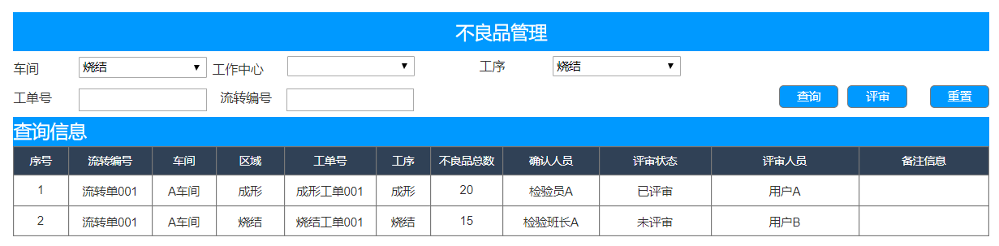 不良品管理
车间 烧结 工作中心 工序 烧结
工单号 流转编号 查询 评审 重置
查询信息
序号 流转编号 车间 区域 工单号 工序 不良品总数 确认人员 评审状态 评审人员 备注信息
1 流转单001 A车间 成形 成形工单001 成形 20 检验员A 已评审 用户A
2 流转单001 A车间 烧结 烧结工单001 烧结 15 检验班长A 未评审 用户B